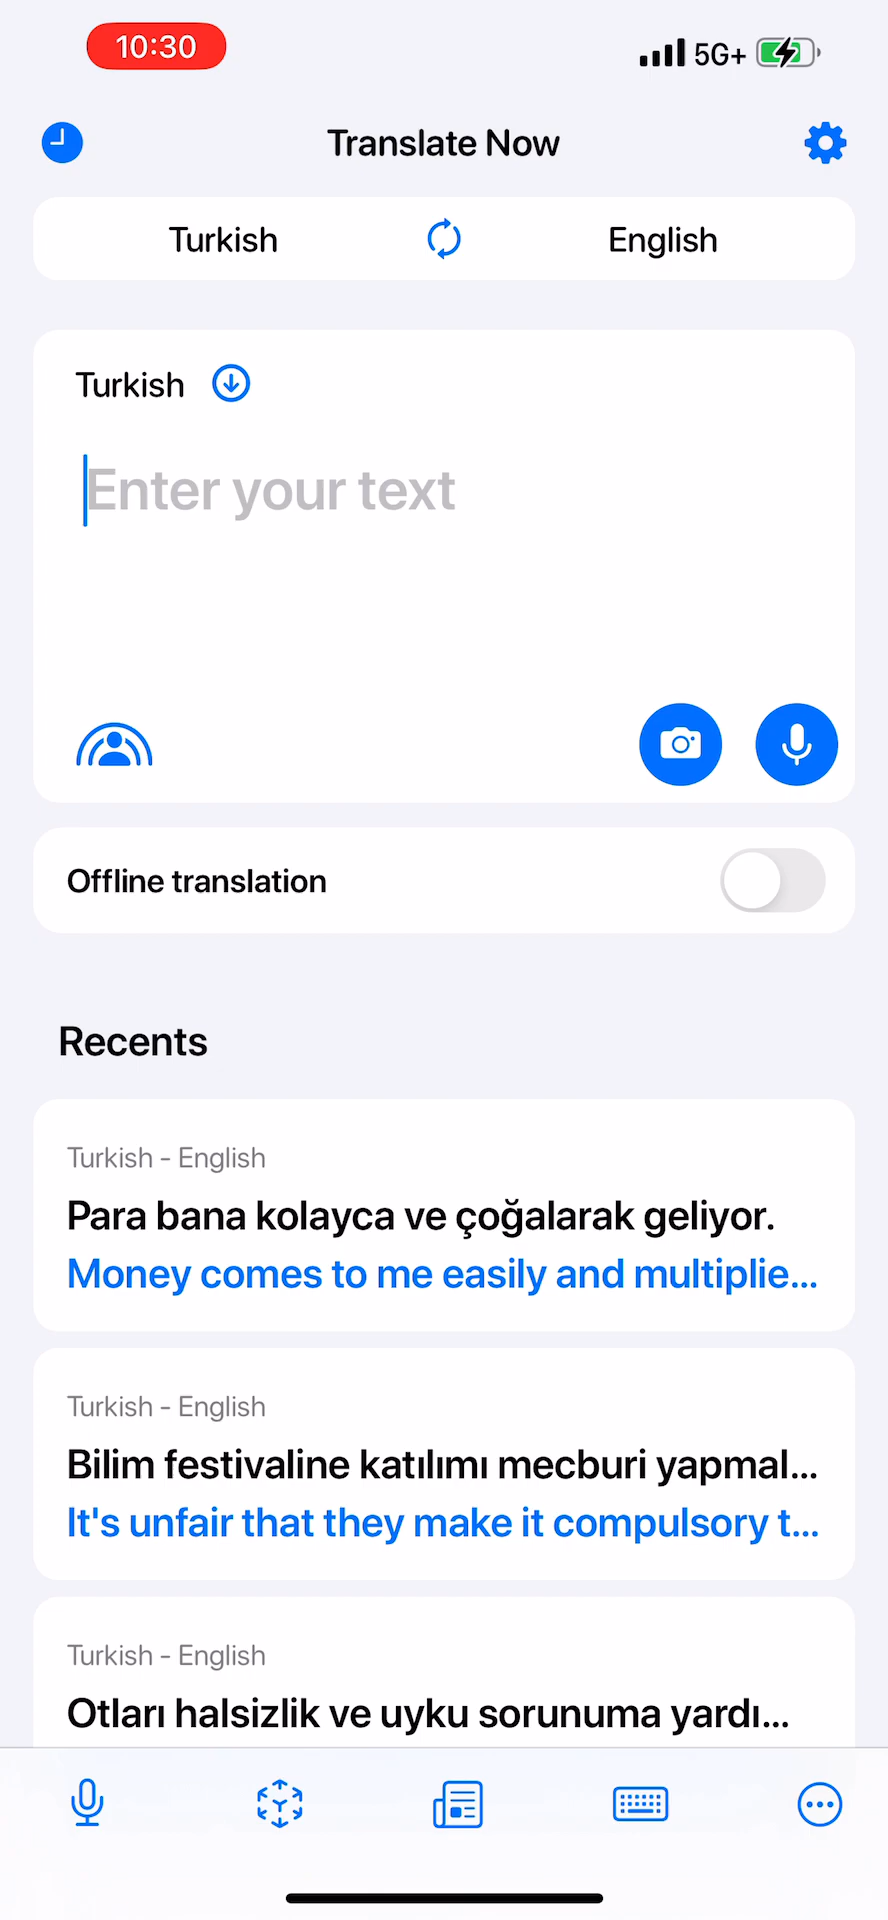 10:30
5G+
Translate Now
Turkish
English
Turkish
Enter your text
Offline translation
Recents
Turkish - English
Para bana kolayca ve çoğalarak geliyor.
Money comes to me easily and multiplie...
Turkish - English
Bilim festivaline katılımı mecburi yapmal...
It's unfair that they make it compulsory t...
Turkish - English
Otları halsizlik ve uyku sorunuma yardı...